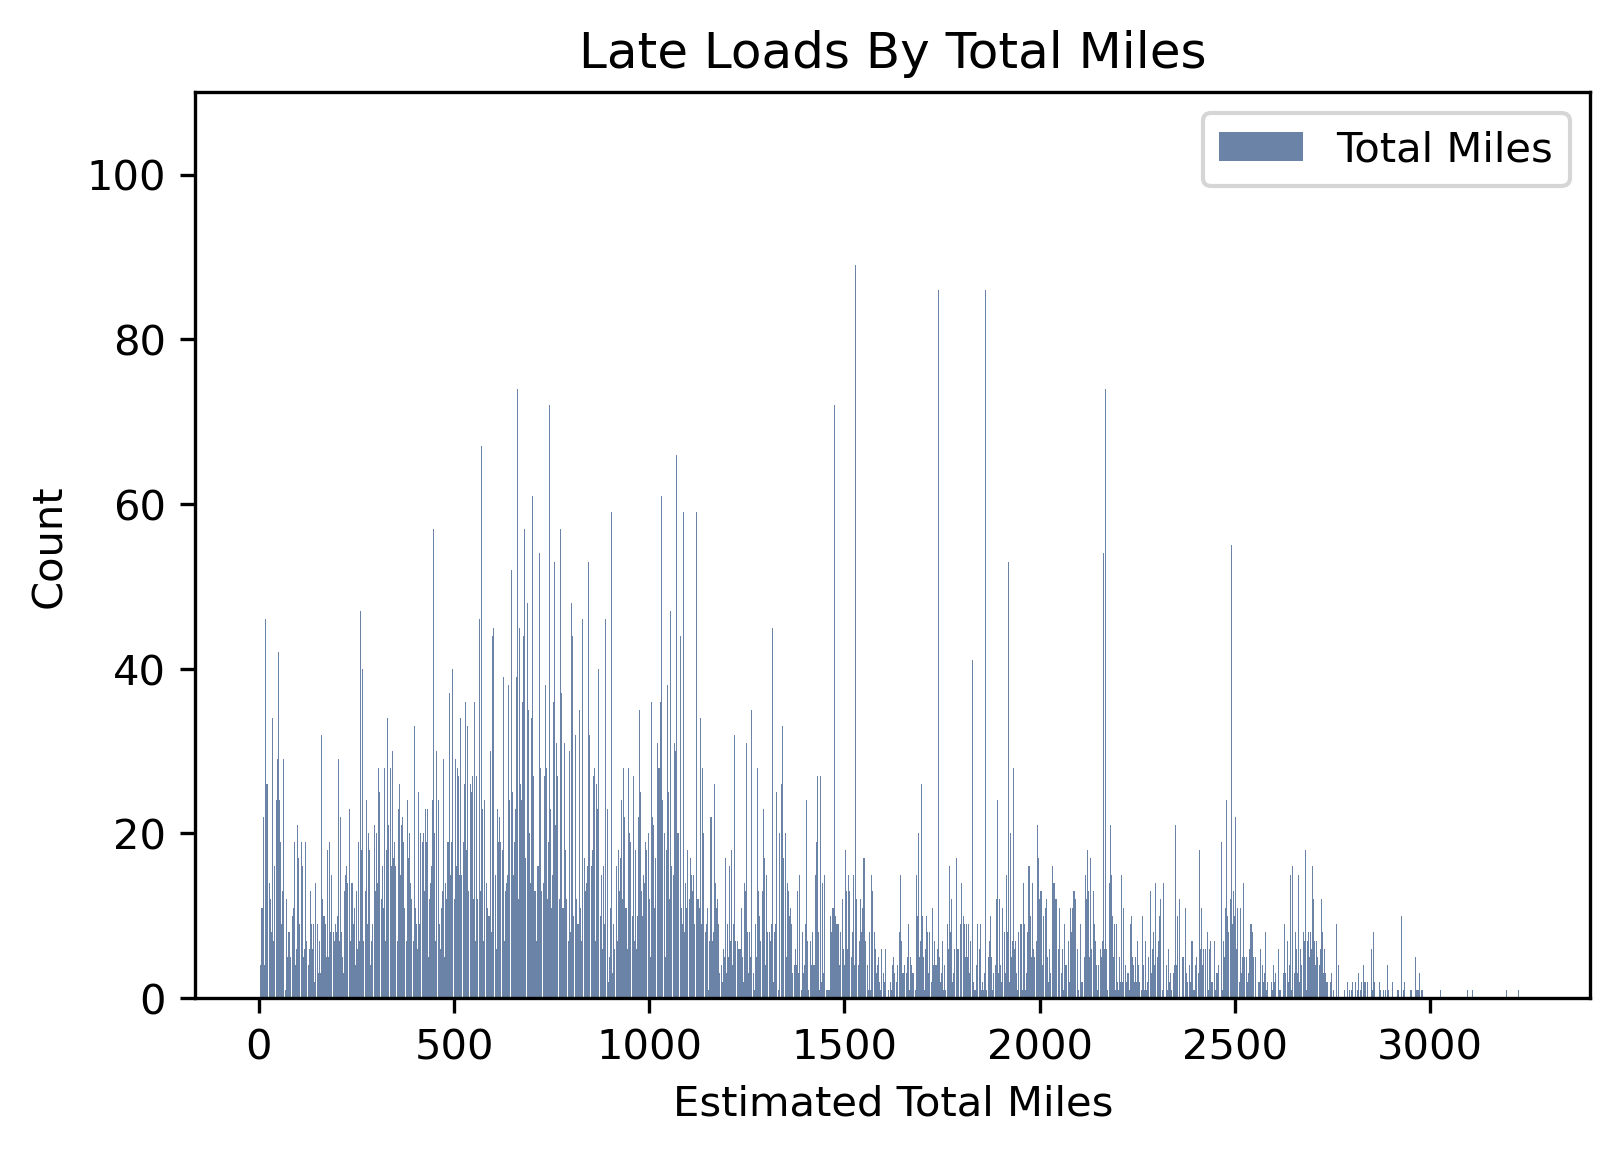 Late Loads By Total Miles
Total Miles
100
80
60
40
20
0
Count
0 500 1000 1500 2000 2500 3000
Estimated Total Miles